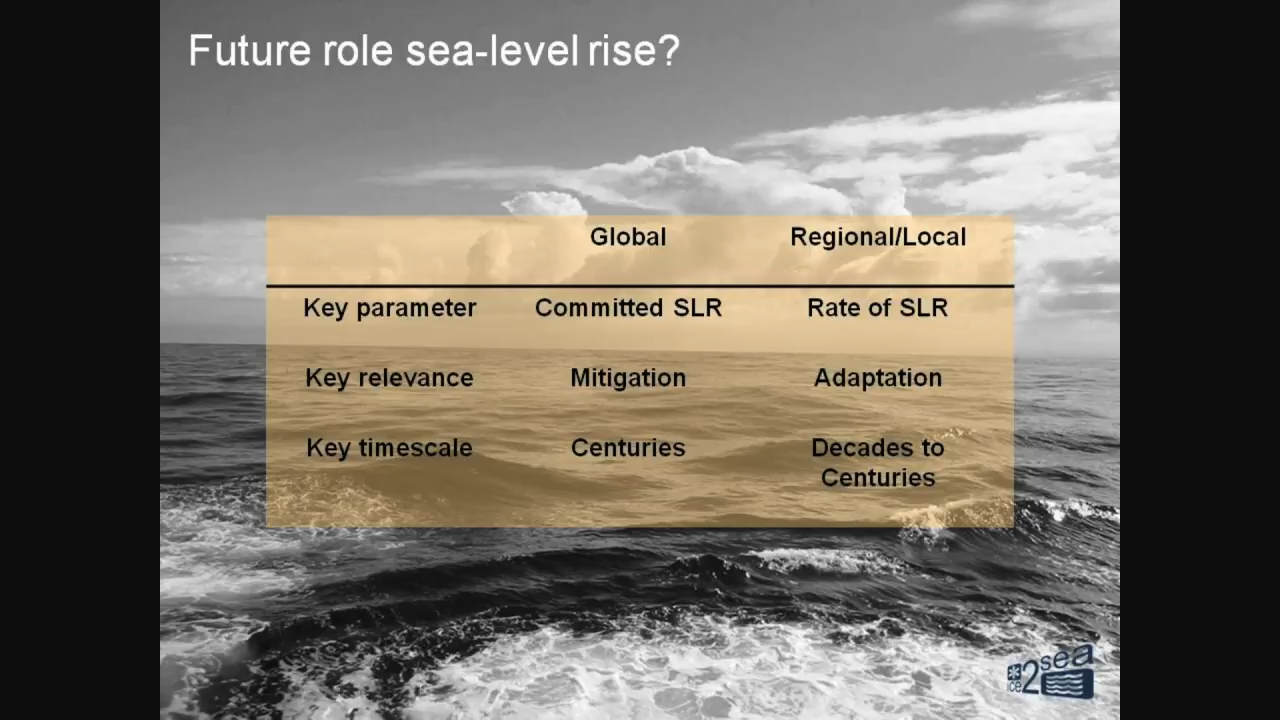 Future role sea-level rise?
Global Regional/Local
Key parameter Committed SLR Rate of SLR
Key relevance Mitigation Adaptation
Key timescale Centuries Decades to
Centuries
ice2sea